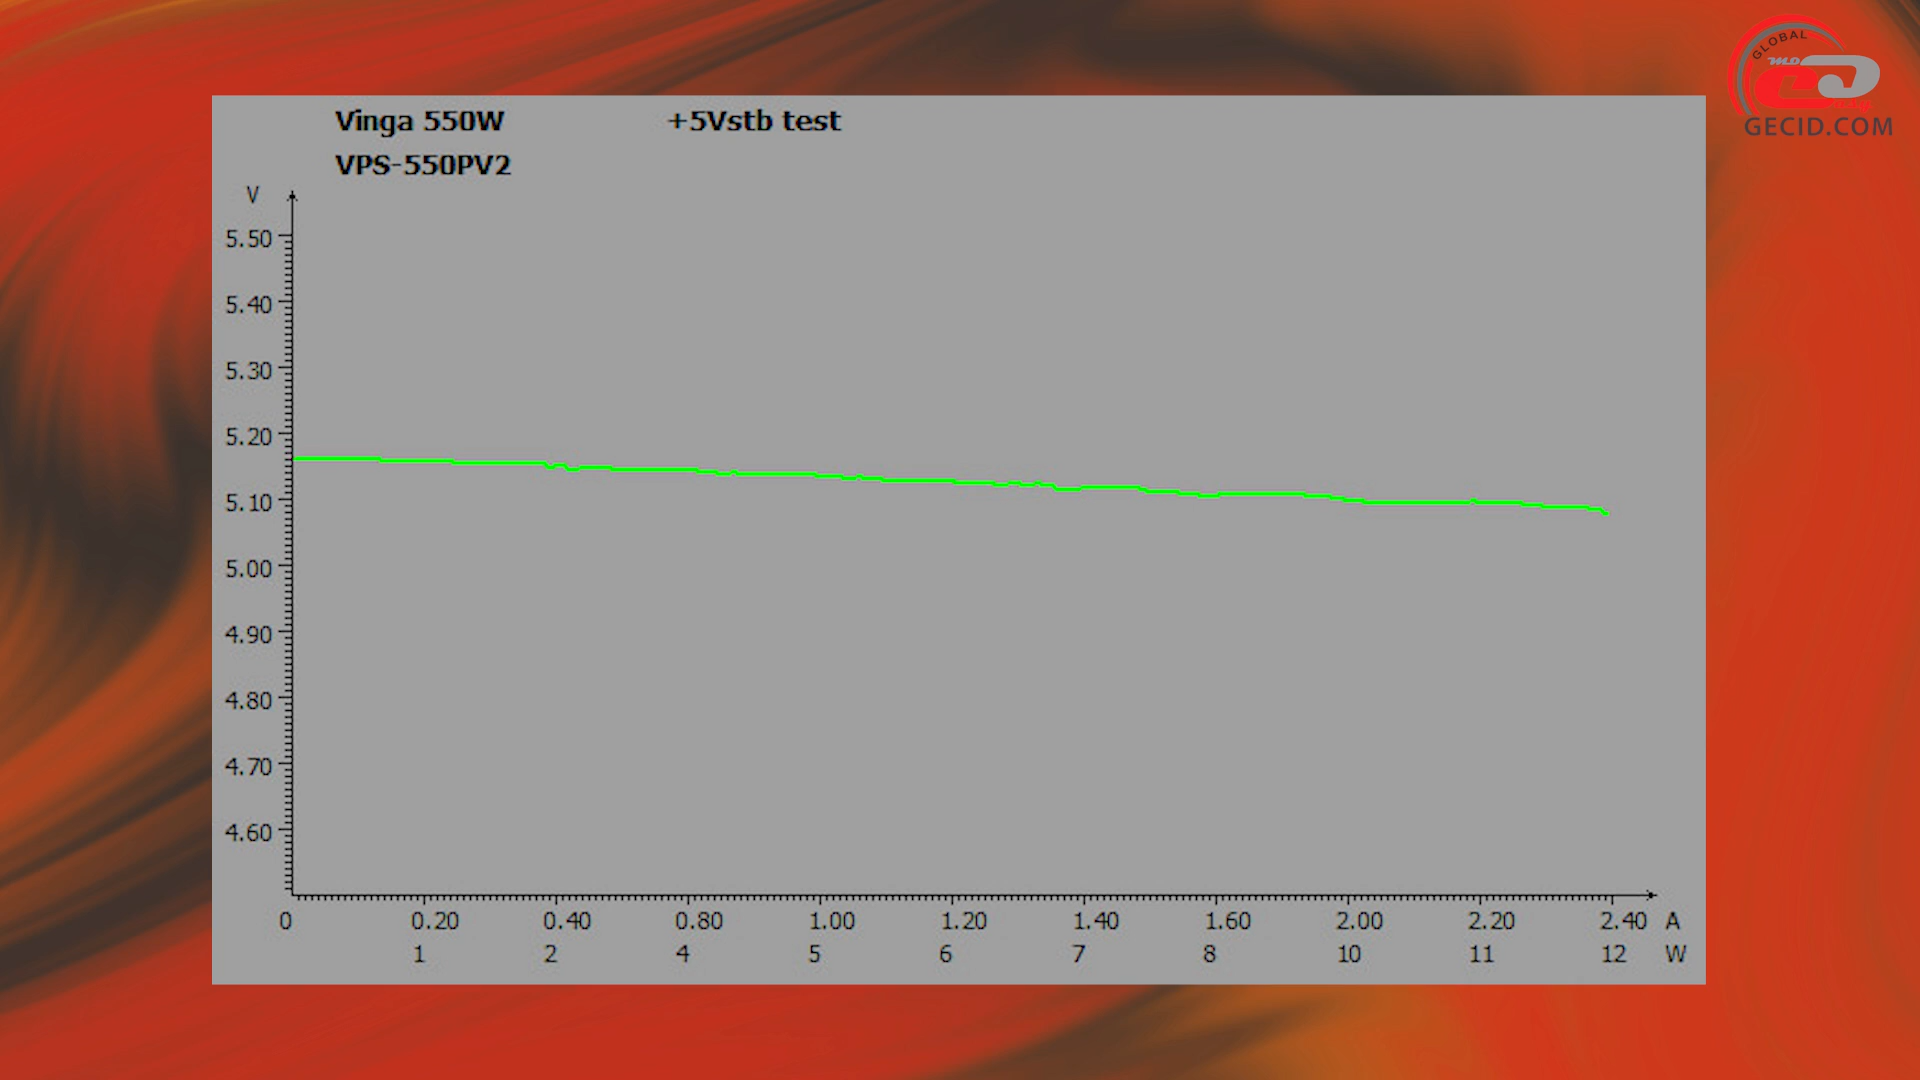 GLOBAL
GECID.COM
Vinga 550W +5Vstb test
VPS-550PV2
V
5.50
5.40
5.30
5.20
5.10
5.00
4.90
4.80
4.70
4.60
0 0.20 0.40 0.80 1.00 1.20 1.40 1.60 2.00 2.20 2.40 A
1 2 4 5 6 7 8 10 11 12 W